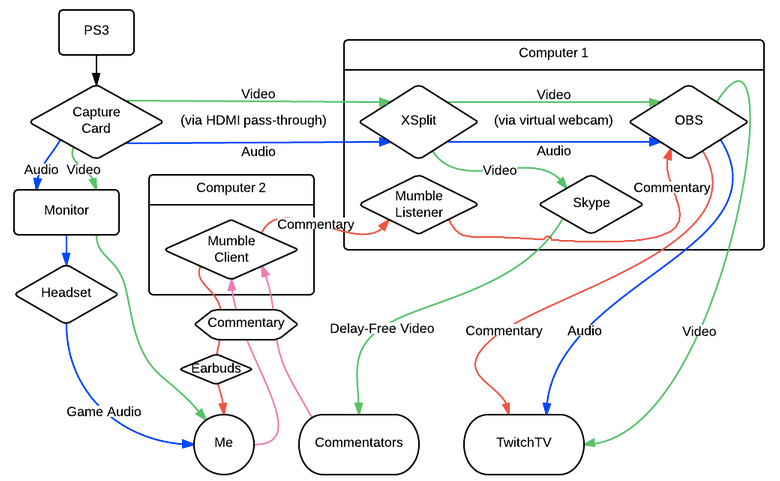 PS3
Computer 1
Capture
Card
Video
(via HDMI pass-through)
Audio
XSplit
Video
(via virtual webcam)
Audio
OBS
Audio
Video
Monitor
Computer 2
Mumble
Client
Commentary
Mumble
Listener
Video
Skype
Commentary
Headset
Commentary
Delay-Free Video
Commentary
Audio
Video
Earbuds
Game Audio
Me
Commentators
TwitchTV